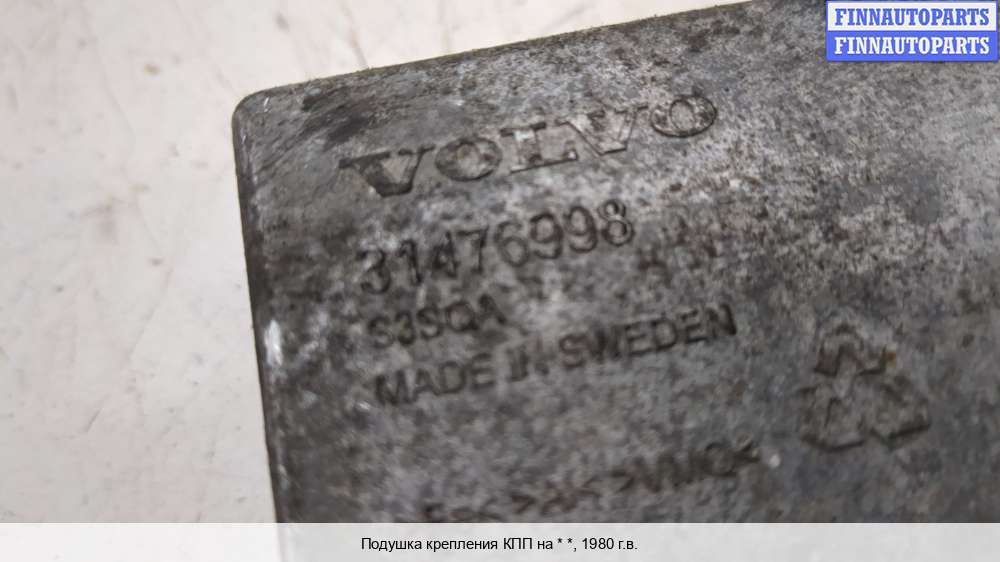 FINNAUTOPARTS
FINNAUTOPARTS
VOLVO
31476998
S3SQA
MADE IN SWEDEN
Подушка крепления КПП на * *, 1980 г.в.